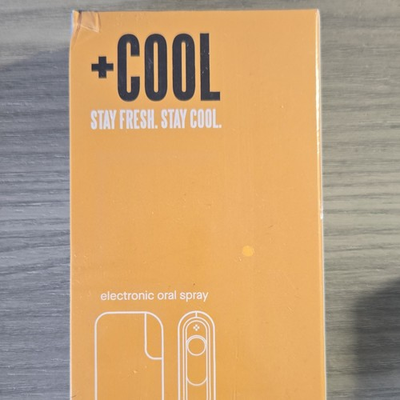 +COOL
STAY FRESH. STAY COOL.
electronic oral spray